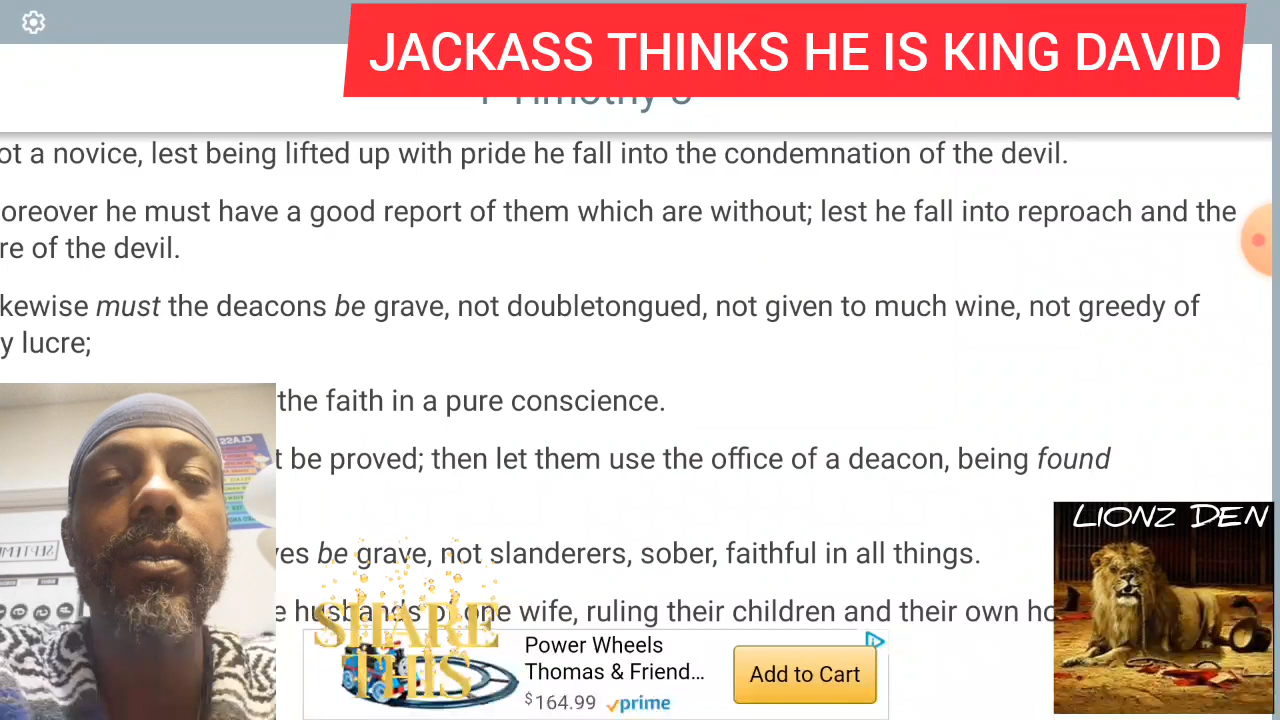 JACKASS THINKS HE IS KING DAVID
ot a novice, lest being lifted up with pride he fall into the condemnation of the devil.
oreover he must have a good report of them which are without; lest he fall into reproach and the
re of the devil.
kewise must the deacons be grave, not doubletongued, not given to much wine, not greedy of
y lucre;
the faith in a pure conscience.
t be proved; then let them use the office of a deacon, being found
LIONZ DEN
es be grave, not slanderers, sober, faithful in all things.
e husbands of one wife, ruling their children and their own ho
SHARE
THIS
Power Wheels
Thomas & Friend...
$164.99 prime
Add to Cart